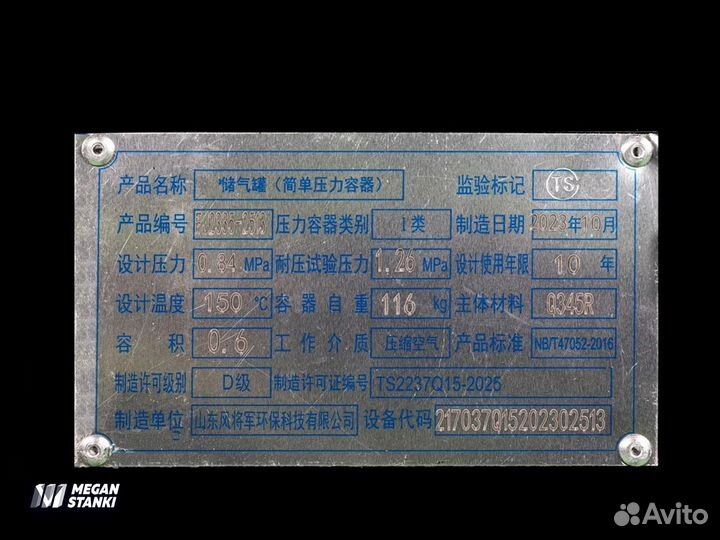 产品名称 *储气罐（简单压力容器） 监验标记 TS
产品编号 压力容器类别 I类 制造日期 2023年10月
设计压力 0.84 MPa 耐压试验压力 1.26 MPa 设计使用年限 10 年
设计温度 150 ℃ 容器自重 116 kg 主体材料 Q345R
容积 0.6 工作介质 压缩空气 产品标准 NB/T47052-2016
制造许可级别 D级 制造许可证编号 TS2237Q15-2025
制造单位 山东风将军环保科技有限公司 设备代码 217037Q15202302513
MEGAN
STANKI
Avito